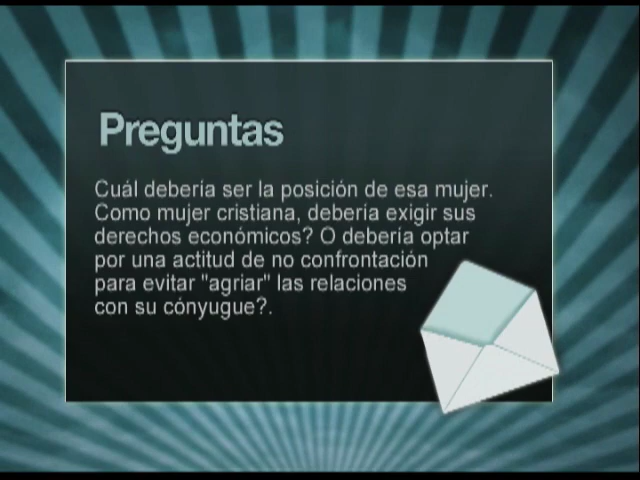 Preguntas
Cuál debería ser la posición de esa mujer.
Como mujer cristiana, debería exigir sus
derechos económicos? O debería optar
por una actitud de no confrontación
para evitar "agriar" las relaciones
con su cónyugue?.